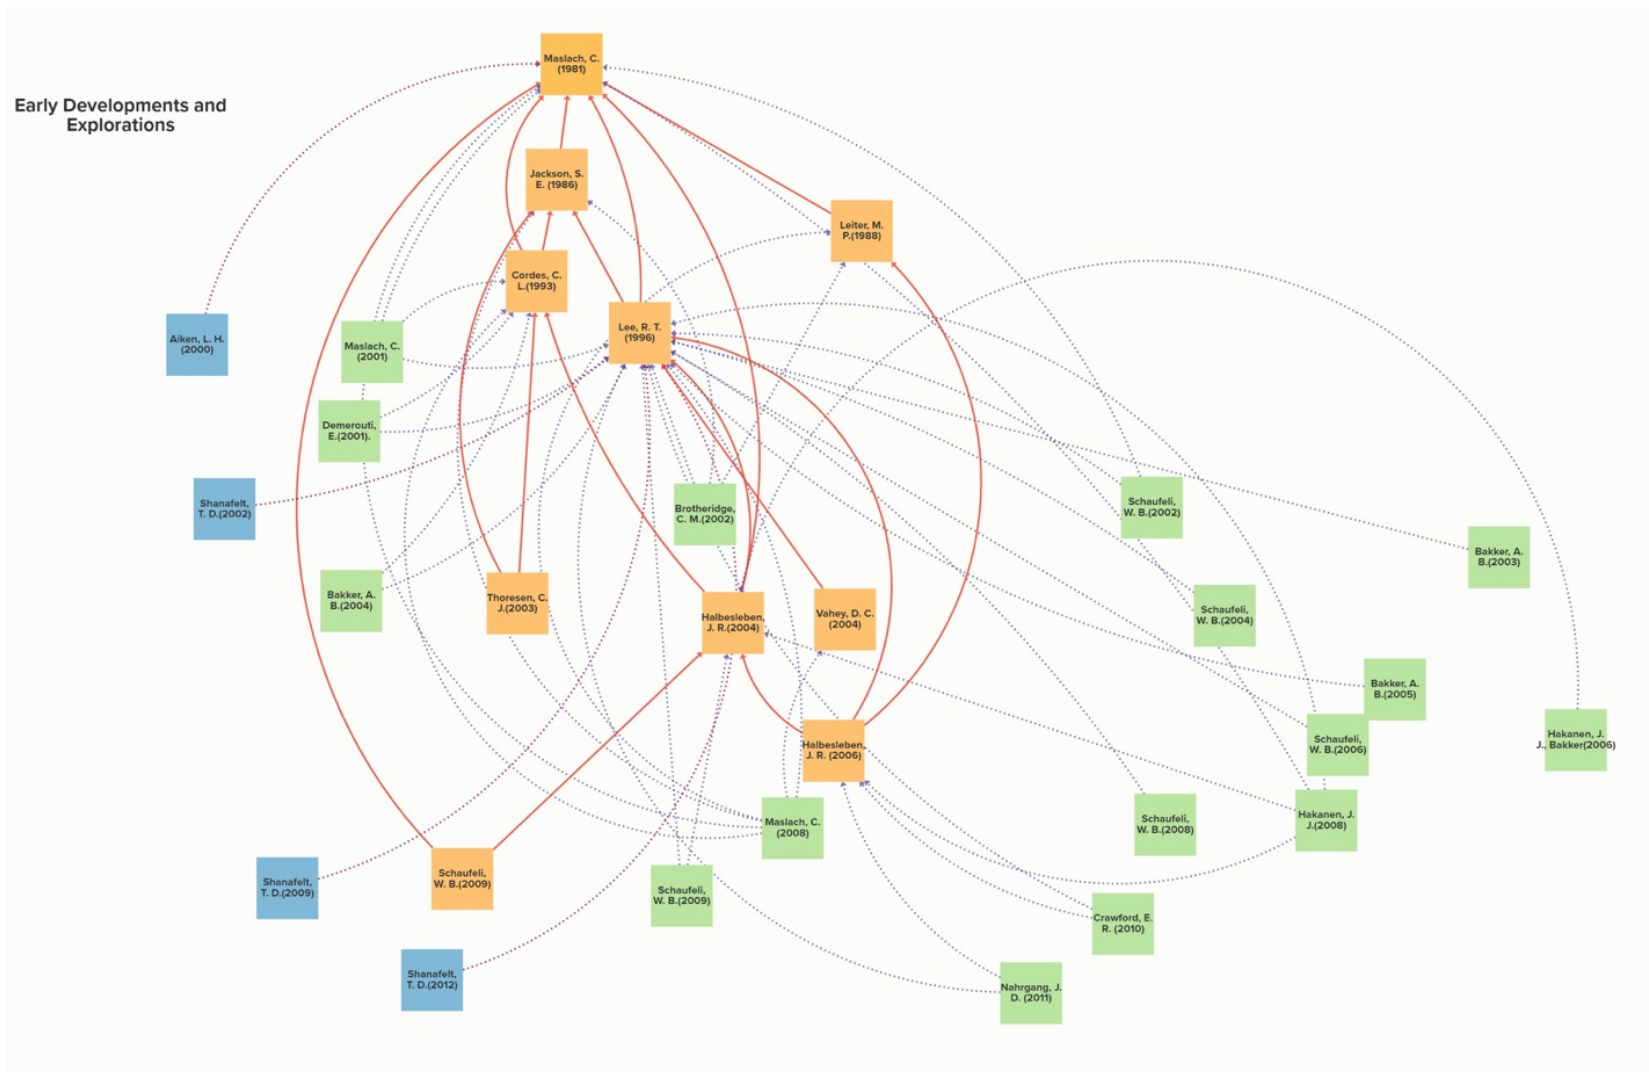 Maslach, C.
(1981)
Early Developments and
Explorations
Jackson, S.
E. (1986)
Leiter, M.
P.(1988)
Cordes, C.
L.(1993)
Lee, R. T.
(1996)
Aiken, L. H.
(2000)
Maslach, C.
(2001)
Demerouti,
E.(2001).
Shanafelt,
T. D.(2002)
Brotheridge,
C. M.(2002)
Schaufeli,
W. B.(2002)
Bakker, A.
B.(2003)
Bakker, A.
B.(2004)
Thoresen, C.
J.(2003)
Halbesleben,
J. R.(2004)
Vahey, D. C.
(2004)
Schaufeli,
W. B.(2004)
Bakker, A.
B.(2005)
Schaufeli,
W. B.(2006)
Hakanen, J.
J., Bakker(2006)
Halbesleben,
J. R. (2006)
Maslach, C.
(2008)
Schaufeli,
W. B.(2008)
Hakanen, J.
J.(2008)
Shanafelt,
T. D.(2009)
Schaufeli,
W. B.(2009)
Schaufeli,
W. B.(2009)
Crawford, E.
R. (2010)
Shanafelt,
T. D.(2012)
Nahrgang, J.
D. (2011)